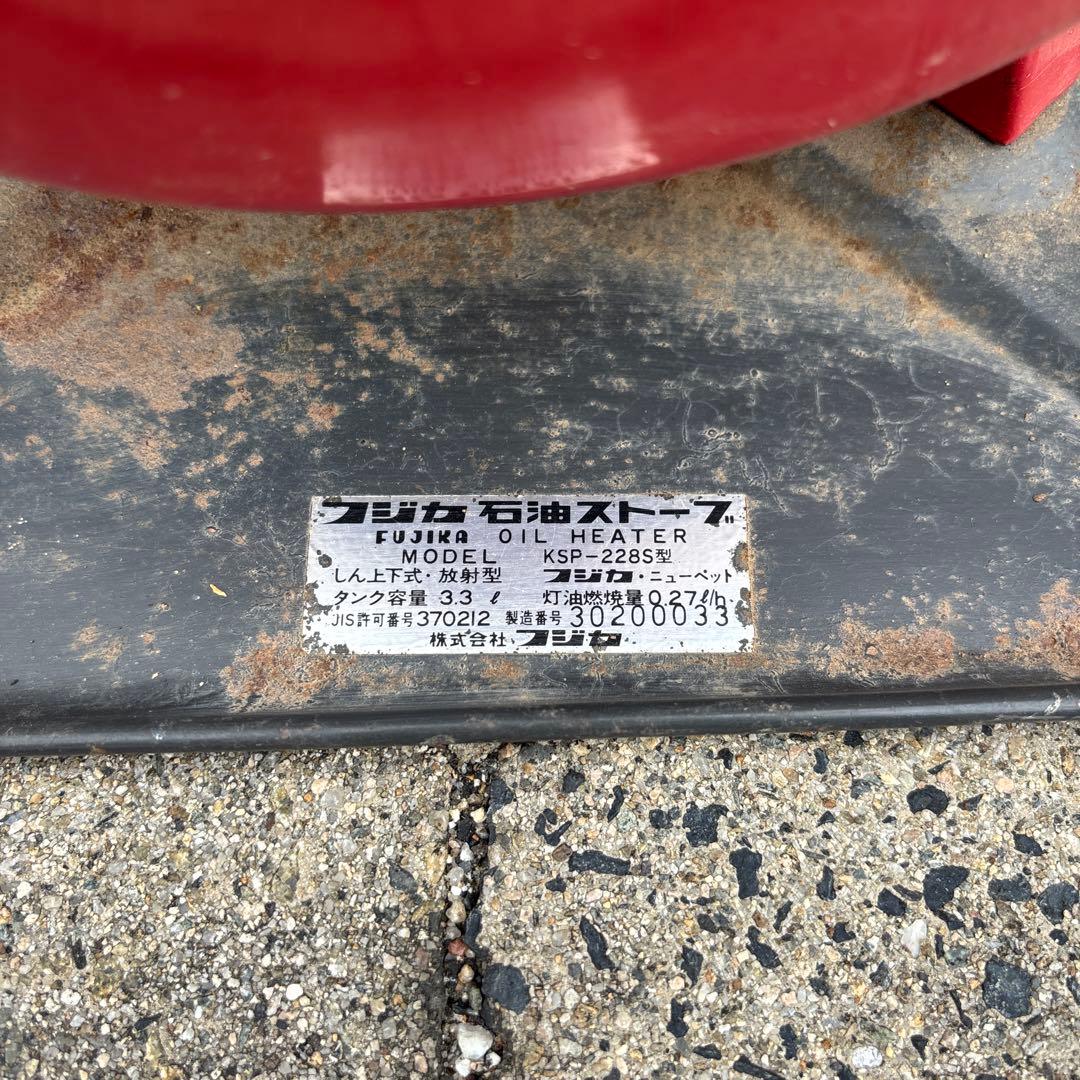 フジカ 石油ストーブ
FUJIKA OIL HEATER
MODEL KSP-228S型
しん上下式・放射型 フジカ・ニューペット
タンク容量 3.3 ℓ 灯油燃焼量 0.27ℓ/h
JIS許可番号 370212 製造番号 30200033
株式会社 フジカ